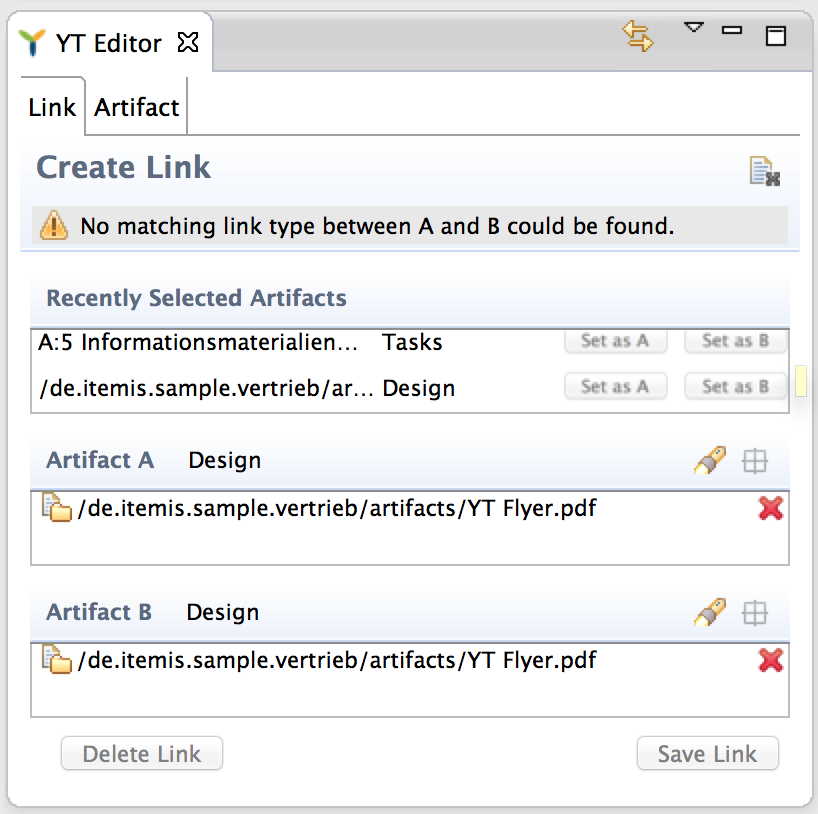 YT Editor
Link Artifact
Create Link
No matching link type between A and B could be found.
Recently Selected Artifacts
A:5 Informationsmaterialien... Tasks Set as A Set as B
/de.itemis.sample.vertrieb/ar... Design Set as A Set as B
Artifact A Design
/de.itemis.sample.vertrieb/artifacts/YT Flyer.pdf
Artifact B Design
/de.itemis.sample.vertrieb/artifacts/YT Flyer.pdf
Delete Link Save Link